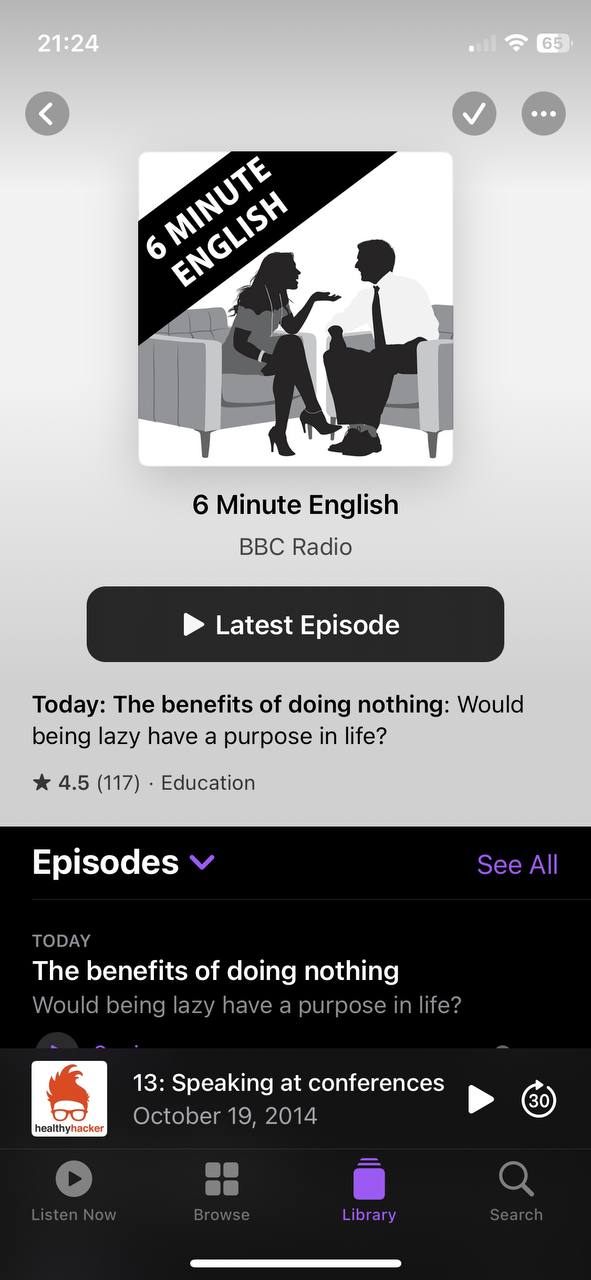 21:24
65
6 MINUTE
ENGLISH
6 Minute English
BBC Radio
Latest Episode
Today: The benefits of doing nothing: Would
being lazy have a purpose in life?
★ 4.5 (117) · Education
Episodes
See All
TODAY
The benefits of doing nothing
Would being lazy have a purpose in life?
healthyhacker
13: Speaking at conferences
October 19, 2014
30
Listen Now
Browse
Library
Search